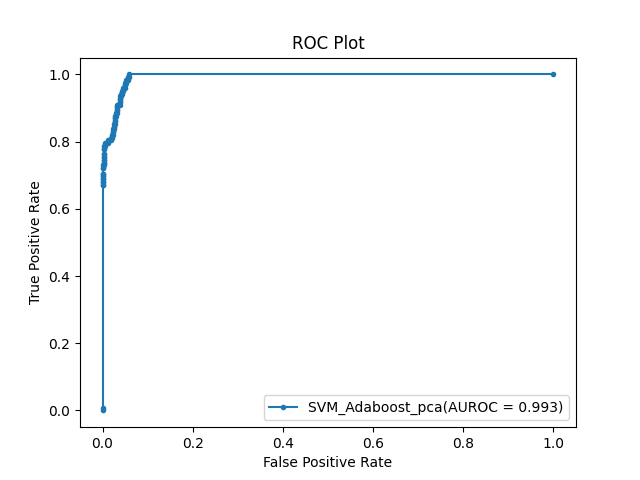 ROC Plot
True Positive Rate
1.0
0.8
0.6
0.4
0.2
0.0
SVM_Adaboost_pca(AUROC = 0.993)
0.0 0.2 0.4 0.6 0.8 1.0
False Positive Rate